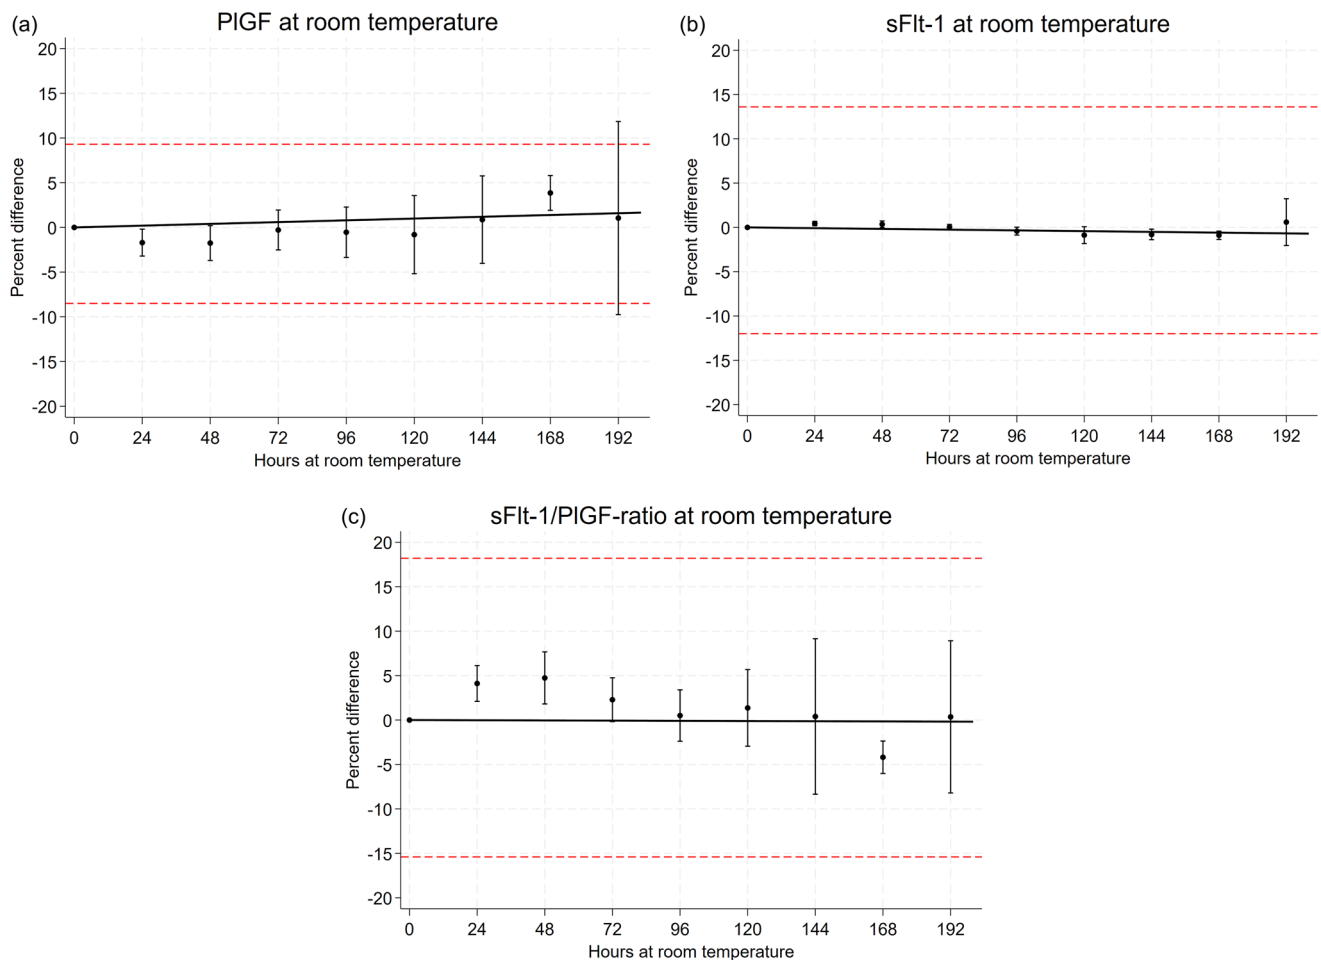 (a)
PlGF at room temperature
20
15
10
5
0
-5
-10
-15
-20
Percent difference
0 24 48 72 96 120 144 168 192
Hours at room temperature
(b)
sFlt-1 at room temperature
20
15
10
5
0
-5
-10
-15
-20
Percent difference
0 24 48 72 96 120 144 168 192
Hours at room temperature
(c)
sFlt-1/PlGF-ratio at room temperature
20
15
10
5
0
-5
-10
-15
-20
Percent difference
0 24 48 72 96 120 144 168 192
Hours at room temperature